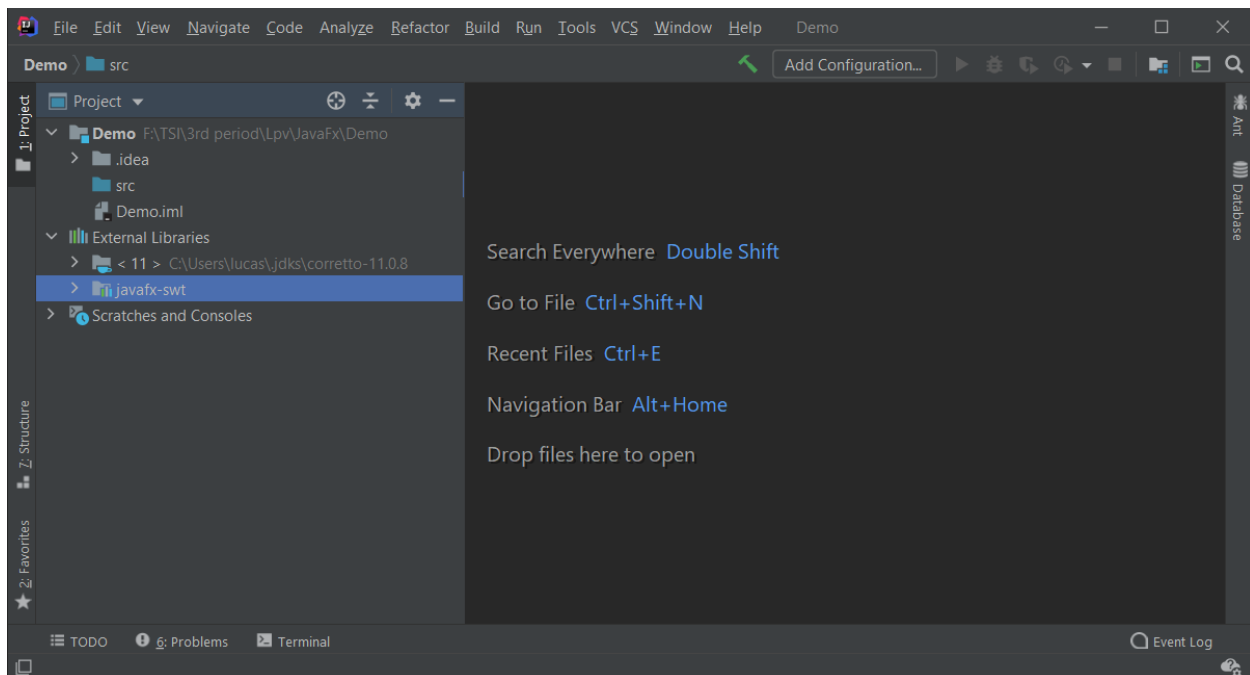 File Edit View Navigate Code Analyze Refactor Build Run Tools VCS Window Help Demo
Demo src Add Configuration...
1: Project
Project
Demo F:\TSI\3rd period\Lpv\JavaFx\Demo
.idea
src
Demo.iml
External Libraries
< 11 > C:\Users\lucas\.jdks\corretto-11.0.8
javafx-swt
Scratches and Consoles
Search Everywhere Double Shift
Go to File Ctrl+Shift+N
Recent Files Ctrl+E
Navigation Bar Alt+Home
Drop files here to open
Ant
Database
7: Structure
2: Favorites
TODO 6: Problems Terminal Event Log